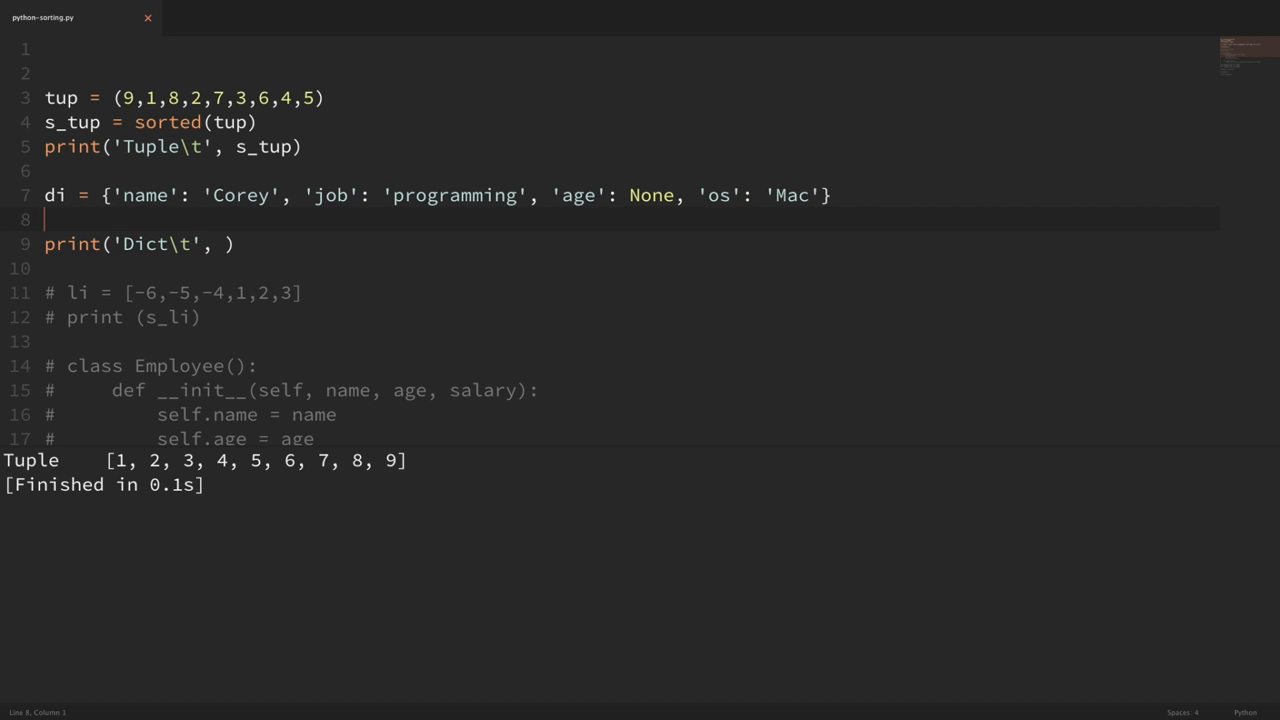 python-sorting.py ×
1
2
3 tup = (9,1,8,2,7,3,6,4,5)
4 s_tup = sorted(tup)
5 print('Tuple\t', s_tup)
6
7 di = {'name': 'Corey', 'job': 'programming', 'age': None, 'os': 'Mac'}
8
9 print('Dict\t', )
10
11 # li = [-6,-5,-4,1,2,3]
12 # print (s_li)
13
14 # class Employee():
15 #     def __init__(self, name, age, salary):
16 #         self.name = name
17 #         self.age = age
Tuple    [1, 2, 3, 4, 5, 6, 7, 8, 9]
[Finished in 0.1s]
Line 8, Column 1 Spaces: 4 Python